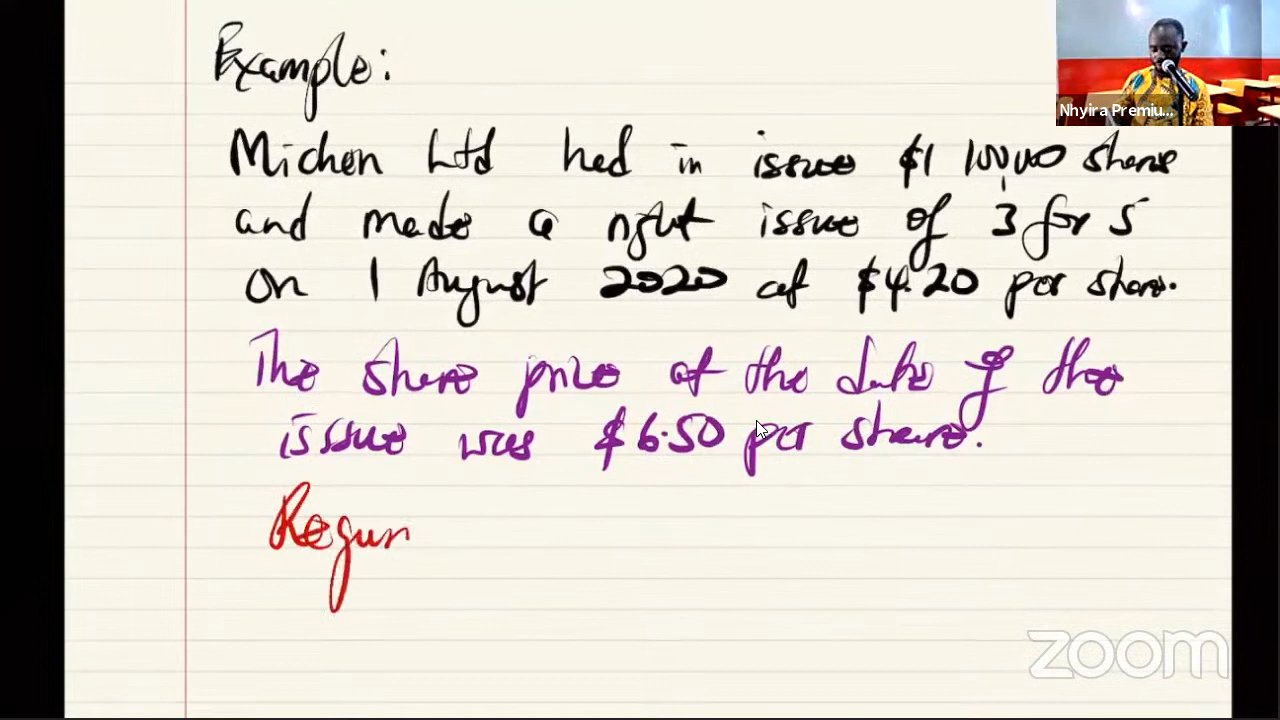 Example:
Nhyira Premiu...
Michen Ltd had in issue $1 100,000 share
and made a right issue of 3 for 5
on 1 August 2020 at $4.20 per share.
The share price at the date of the
issue was $6.50 per share.
Requir
zoom